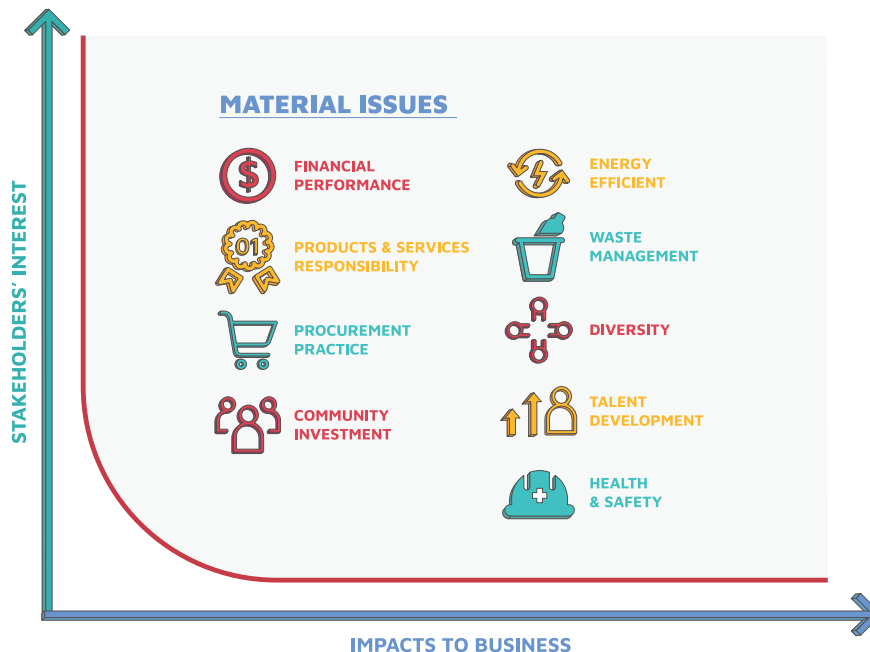 STAKEHOLDERS' INTEREST
MATERIAL ISSUES
$
FINANCIAL
PERFORMANCE
01
PRODUCTS & SERVICES
RESPONSIBILITY
PROCUREMENT
PRACTICE
COMMUNITY
INVESTMENT
ENERGY
EFFICIENT
WASTE
MANAGEMENT
DIVERSITY
TALENT
DEVELOPMENT
HEALTH
& SAFETY
IMPACTS TO BUSINESS